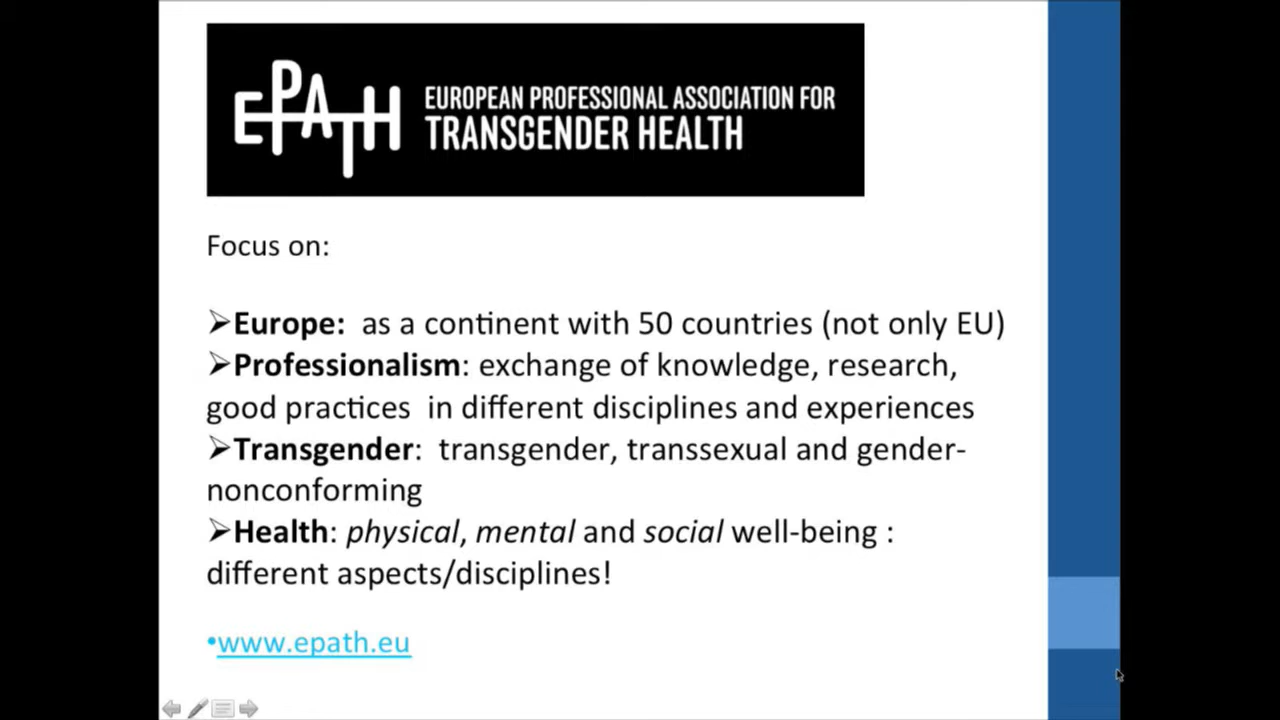 EPATH EUROPEAN PROFESSIONAL ASSOCIATION FOR
TRANSGENDER HEALTH
Focus on:
➢Europe:  as a continent with 50 countries (not only EU)
➢Professionalism: exchange of knowledge, research,
good practices  in different disciplines and experiences
➢Transgender:  transgender, transsexual and gender-
nonconforming
➢Health: physical, mental and social well-being :
different aspects/disciplines!
•www.epath.eu